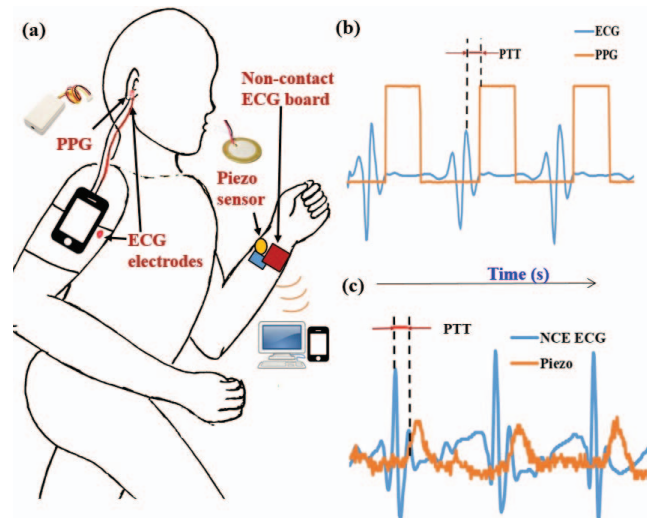 (a)
Non-contact
ECG board
PPG
Piezo
sensor
ECG
electrodes
(b)
ECG
PPG
PTT
Time (s)
(c)
PTT
NCE ECG
Piezo